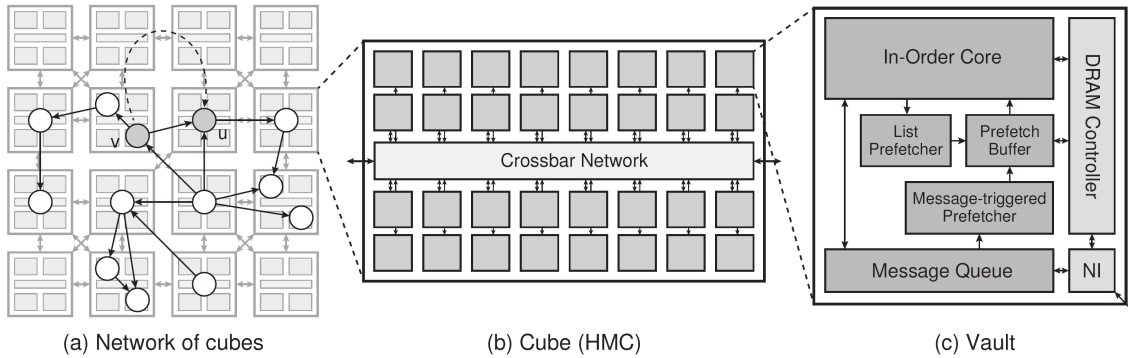 v
u
(a) Network of cubes
Crossbar Network
(b) Cube (HMC)
In-Order Core
DRAM Controller
List
Prefetcher
Prefetch
Buffer
Message-triggered
Prefetcher
Message Queue
NI
(c) Vault